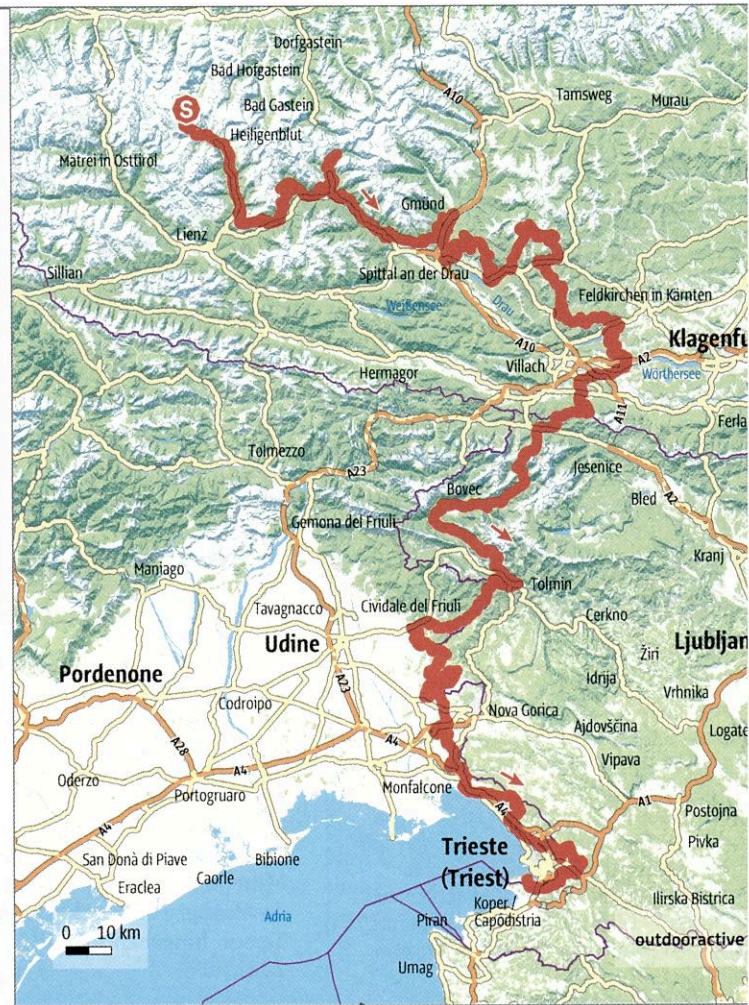 Dorfgastein
Bad Hofgastein
A10
Tamsweg
Murau
S
Bad Gastein
Heiligenblut
Matrei in Osttirol
Gmünd
Lienz
Sillian
Spittal an der Drau
Weißensee
Drau
Feldkirchen in Kärnten
A10
Klagenfu
Villach
A2
Wörthersee
Hermagor
A11
Ferla
Tolmezzo
A23
Jesenice
Bovec
Bled
A2
Gemona del Friuli
Kranj
Maniago
Tolmin
Tavagnacco
Cividale del Friuli
Cerkno
Udine
Žiri
Ljubljan
Pordenone
Idrija
Vrhnika
A23
Codroipo
Nova Gorica
Ajdovščina
Logate
A28
A4
Vipava
Oderzo
A4
Monfalcone
Portogruaro
A4
A1
Postojna
A4
Pivka
Trieste
(Triest)
San Donà di Piave
Bibione
Caorle
Eraclea
Ilirska Bistrica
Koper /
Capodistria
Adria
Piran
0 10 km
outdooractive
Umag